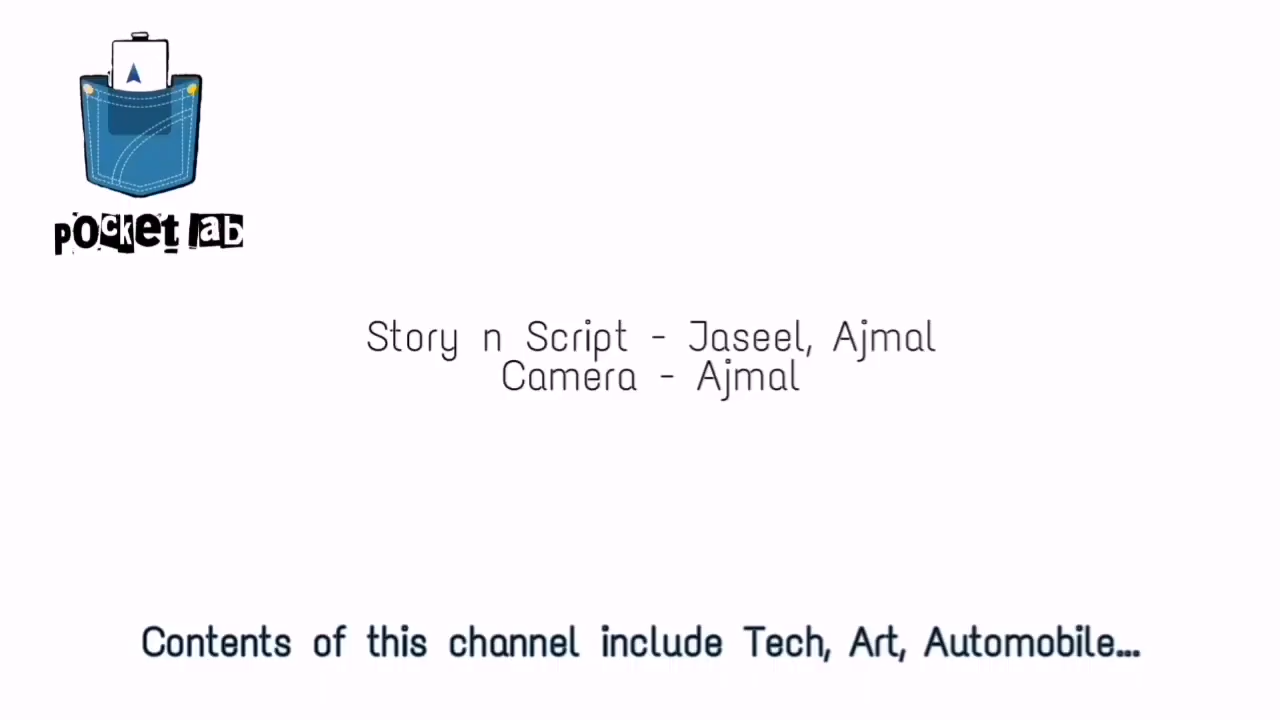 pocket lab
Story n Script - Jaseel, Ajmal
Camera - Ajmal
Contents of this channel include Tech, Art, Automobile...